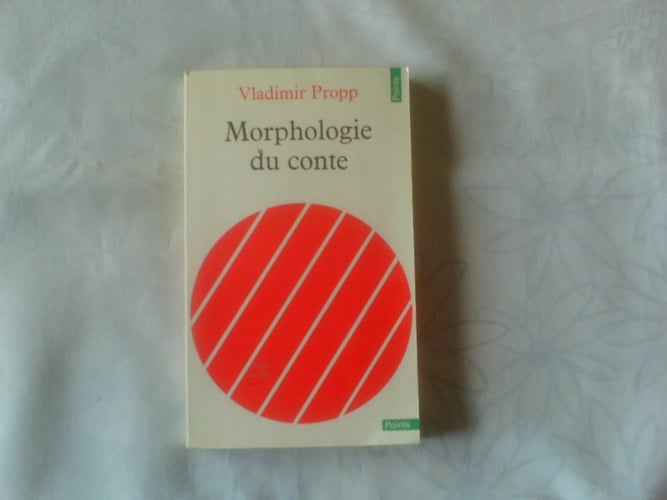 Points
Vladimir Propp
Morphologie
du conte
Points